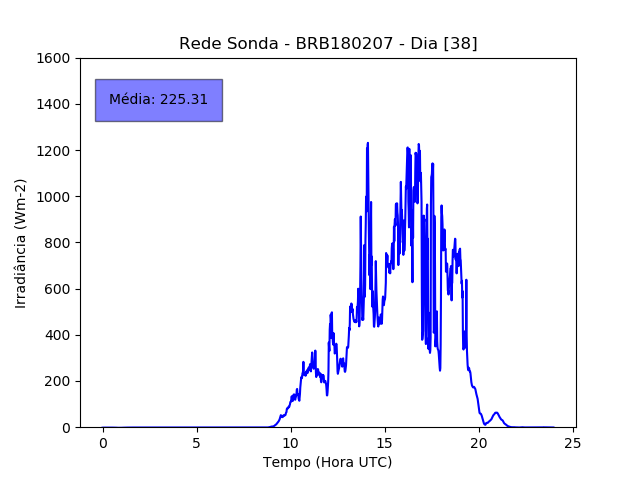 Rede Sonda - BRB180207 - Dia [38]
1600
1400
1200
1000
800
600
400
200
0
Média: 225.31
Irradiância (Wm-2)
0 5 10 15 20 25
Tempo (Hora UTC)